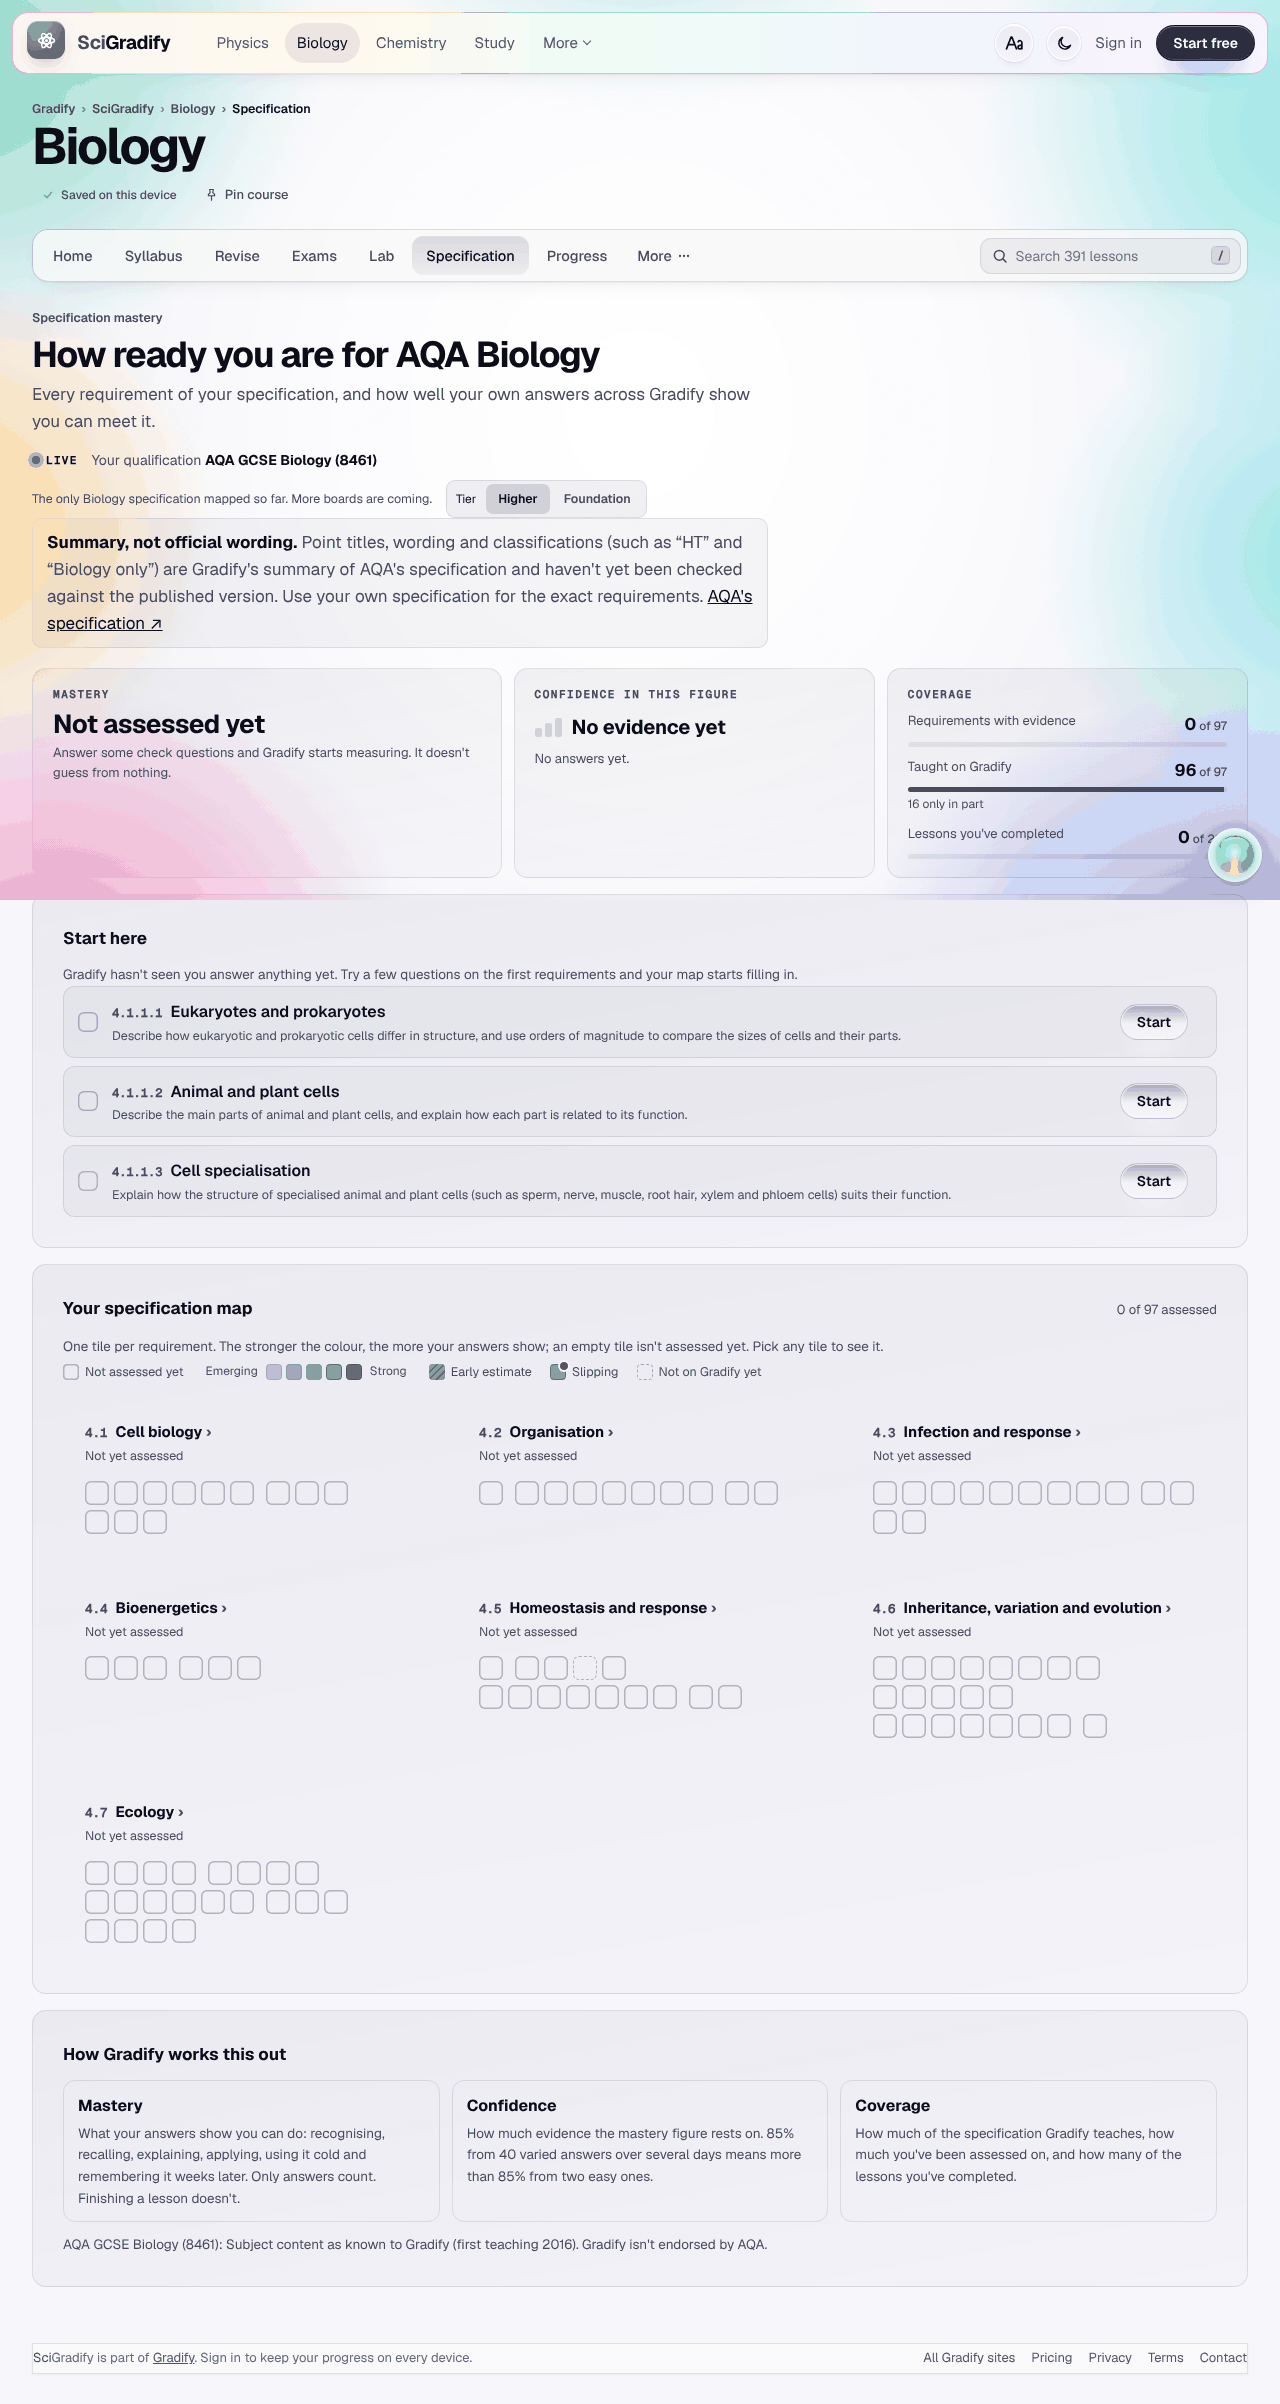 SciGradify
Physics
Biology
Chemistry
Study
More
Aa
Sign in
Start free
Gradify › SciGradify › Biology › Specification
Biology
Saved on this device
Pin course
Home
Syllabus
Revise
Exams
Lab
Specification
Progress
More ···
Search 391 lessons
/
Specification mastery
How ready you are for AQA Biology
Every requirement of your specification, and how well your own answers across Gradify show
you can meet it.
LIVE
Your qualification AQA GCSE Biology (8461)
The only Biology specification mapped so far. More boards are coming.
Tier
Higher
Foundation
Summary, not official wording. Point titles, wording and classifications (such as “HT” and
“Biology only”) are Gradify's summary of AQA's specification and haven't yet been checked
against the published version. Use your own specification for the exact requirements. AQA's
specification ↗
MASTERY
Not assessed yet
Answer some check questions and Gradify starts measuring. It doesn't
guess from nothing.
CONFIDENCE IN THIS FIGURE
No evidence yet
No answers yet.
COVERAGE
Requirements with evidence
0 of 97
Taught on Gradify
96 of 97
16 only in part
Lessons you've completed
0 of
Start here
Gradify hasn't seen you answer anything yet. Try a few questions on the first requirements and your map starts filling in.
4.1.1.1 Eukaryotes and prokaryotes
Describe how eukaryotic and prokaryotic cells differ in structure, and use orders of magnitude to compare the sizes of cells and their parts.
Start
4.1.1.2 Animal and plant cells
Describe the main parts of animal and plant cells, and explain how each part is related to its function.
Start
4.1.1.3 Cell specialisation
Explain how the structure of specialised animal and plant cells (such as sperm, nerve, muscle, root hair, xylem and phloem cells) suits their function.
Start
Your specification map
0 of 97 assessed
One tile per requirement. The stronger the colour, the more your answers show; an empty tile isn't assessed yet. Pick any tile to see it.
Not assessed yet
Emerging
Strong
Early estimate
Slipping
Not on Gradify yet
4.1 Cell biology ›
Not yet assessed
4.2 Organisation ›
Not yet assessed
4.3 Infection and response ›
Not yet assessed
4.4 Bioenergetics ›
Not yet assessed
4.5 Homeostasis and response ›
Not yet assessed
4.6 Inheritance, variation and evolution ›
Not yet assessed
4.7 Ecology ›
Not yet assessed
How Gradify works this out
Mastery
What your answers show you can do: recognising,
recalling, explaining, applying, using it cold and
remembering it weeks later. Only answers count.
Finishing a lesson doesn't.
Confidence
How much evidence the mastery figure rests on. 85%
from 40 varied answers over several days means more
than 85% from two easy ones.
Coverage
How much of the specification Gradify teaches, how
much you've been assessed on, and how many of the
lessons you've completed.
AQA GCSE Biology (8461): Subject content as known to Gradify (first teaching 2016). Gradify isn't endorsed by AQA.
SciGradify is part of Gradify. Sign in to keep your progress on every device.
All Gradify sites
Pricing
Privacy
Terms
Contact